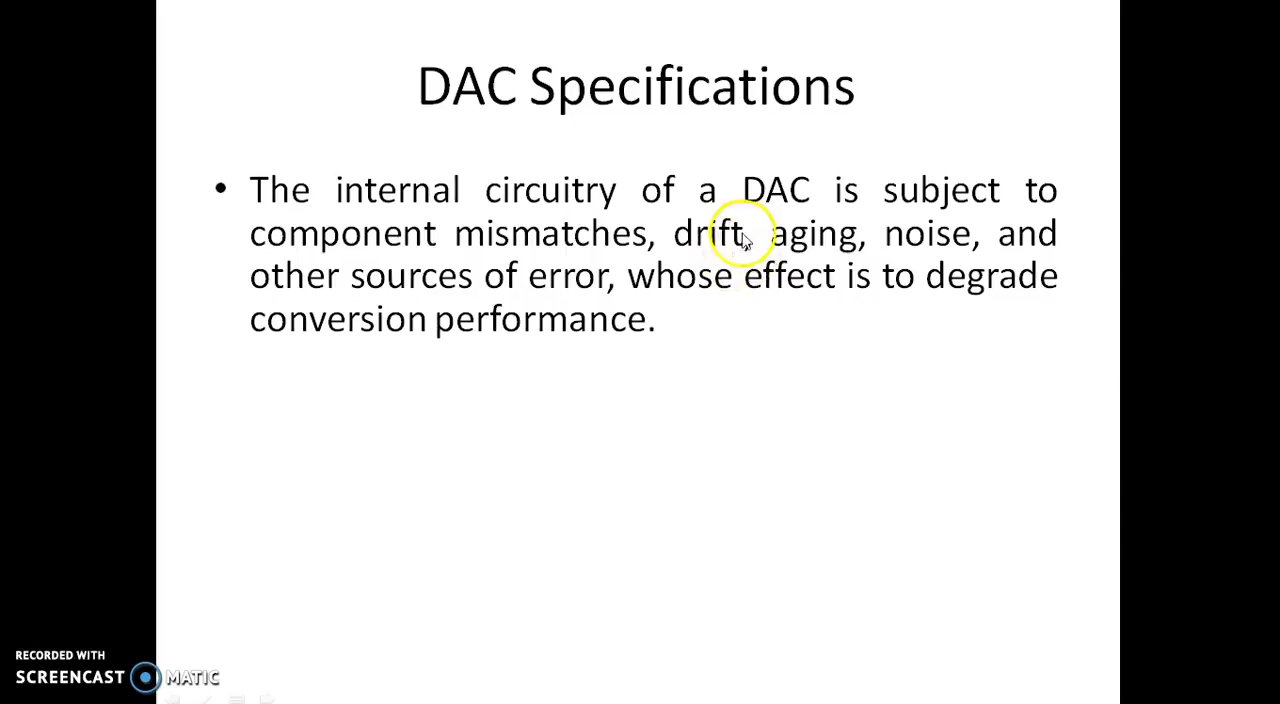 DAC Specifications
• The internal circuitry of a DAC is subject to
component mismatches, drift, aging, noise, and
other sources of error, whose effect is to degrade
conversion performance.
RECORDED WITH
SCREENCAST MATIC